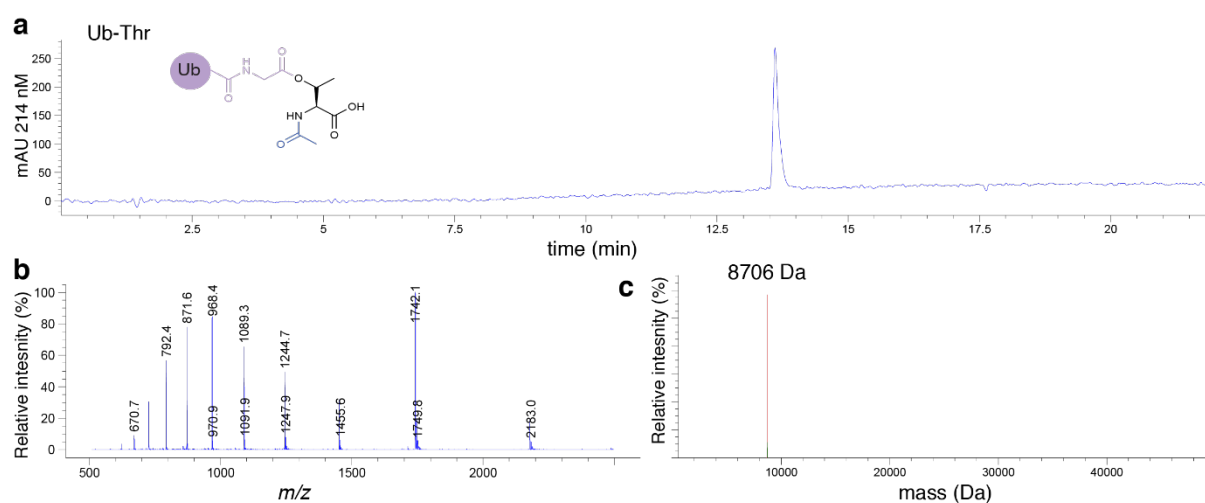 a
Ub-Thr
mAU 214 nM
250
200
150
100
50
0
Ub
H
N
O
O
O
HN
OH
O
O
2.5
5
7.5
10
12.5
15
17.5
20
time (min)
b
Relative intesnity (%)
100
80
60
40
20
0
670.7
792.4
871.6
968.4
970.9
1089.3
1091.9
1244.7
1247.9
1455.6
1742.1
1749.8
2183.0
500
1000
1500
2000
m/z
c
8706 Da
Relative intesnity (%)
10000
20000
30000
40000
mass (Da)